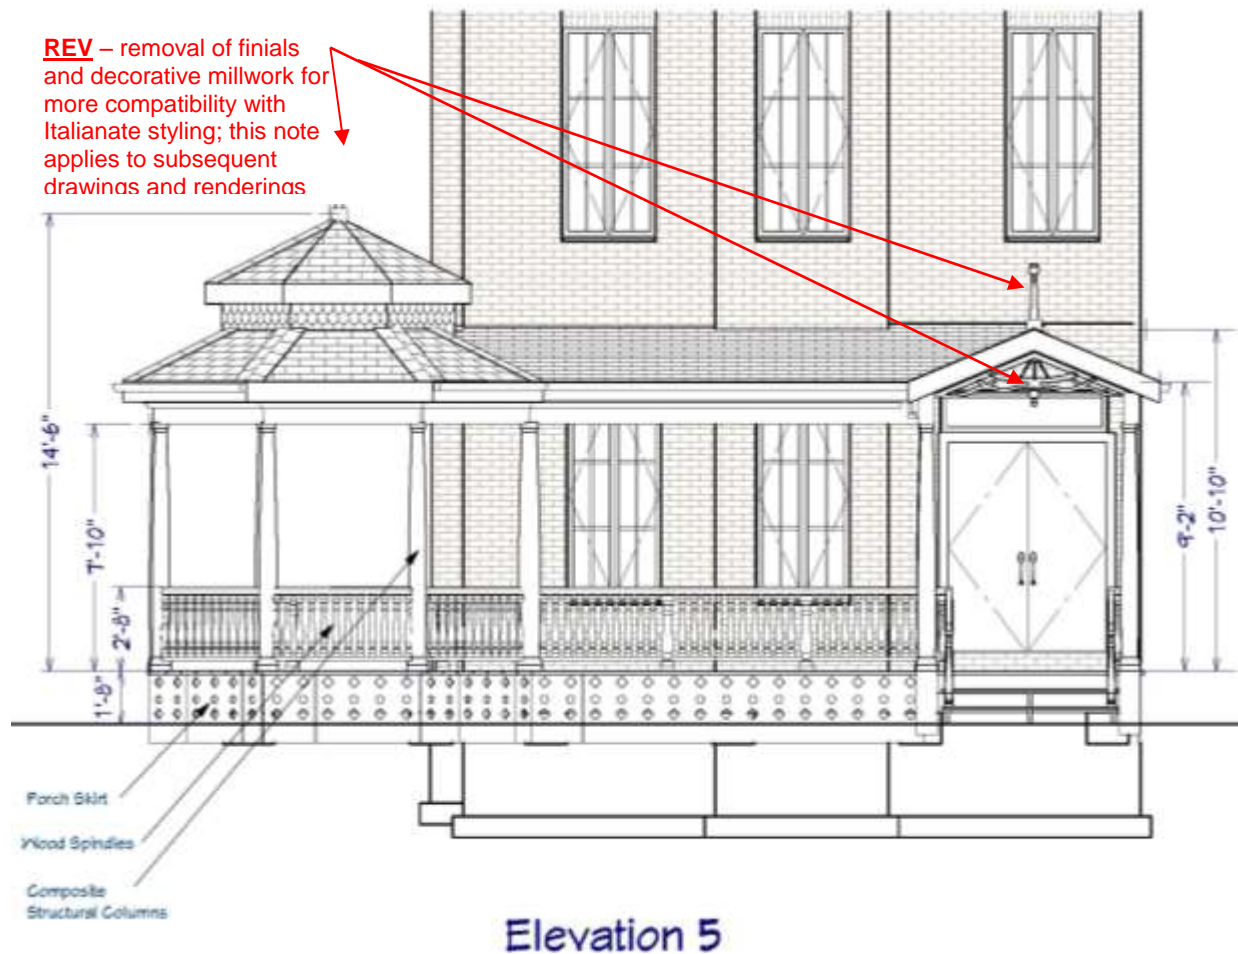 REV – removal of finials
and decorative millwork for
more compatibility with
Italianate styling; this note
applies to subsequent
drawings and renderings
14'-6"
7'-10"
2'-8"
1'-8"
9'-2"
10'-10"
Porch Skirt
Wood Spindles
Composite
Structural Columns
Elevation 5